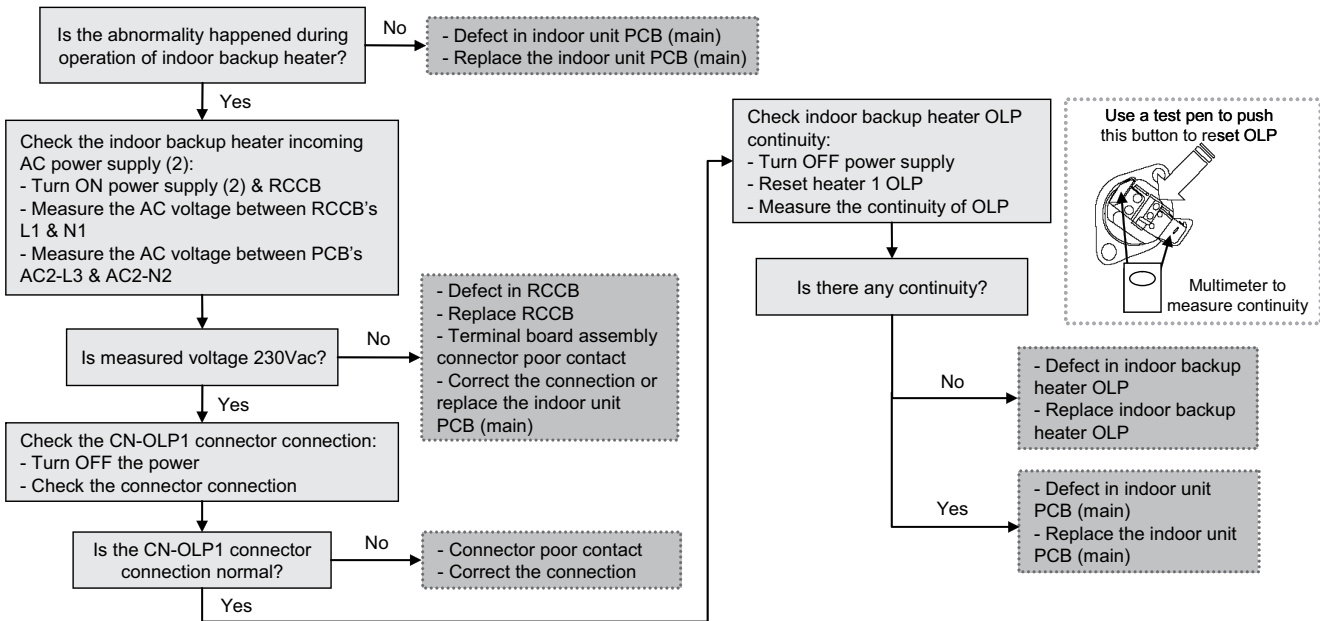 Is the abnormality happened during
operation of indoor backup heater?
No
- Defect in indoor unit PCB (main)
- Replace the indoor unit PCB (main)
Yes
Check the indoor backup heater incoming
AC power supply (2):
- Turn ON power supply (2) & RCCB
- Measure the AC voltage between RCCB's
L1 & N1
- Measure the AC voltage between PCB's
AC2-L3 & AC2-N2
Is measured voltage 230Vac?
No
- Defect in RCCB
- Replace RCCB
- Terminal board assembly
connector poor contact
- Correct the connection or
replace the indoor unit
PCB (main)
Yes
Check the CN-OLP1 connector connection:
- Turn OFF the power
- Check the connector connection
Is the CN-OLP1 connector
connection normal?
No
- Connector poor contact
- Correct the connection
Yes
Check indoor backup heater OLP
continuity:
- Turn OFF power supply
- Reset heater 1 OLP
- Measure the continuity of OLP
Is there any continuity?
No
- Defect in indoor backup
heater OLP
- Replace indoor backup
heater OLP
Yes
- Defect in indoor unit
PCB (main)
- Replace the indoor unit
PCB (main)
Use a test pen to push
this button to reset OLP
Multimeter to
measure continuity